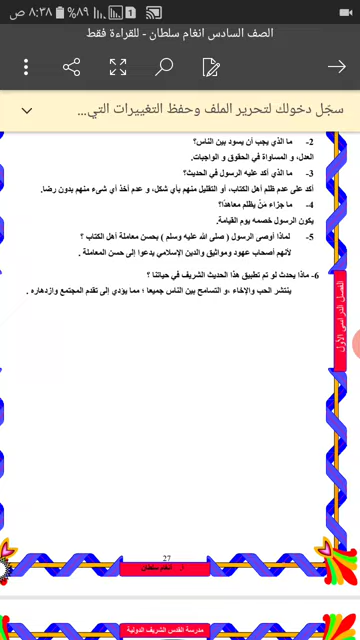 ٨:٣٨ ص ٨٩%
الصف السادس انغام سلطان - للقراءة فقط
سجّل دخولك لتحرير الملف وحفظ التغييرات التي...
2- ما الذي يجب أن يسود بين الناس؟
العدل، و المساواة في الحقوق و الواجبات.
3- ما الذي أكد عليه الرسول في الحديث؟
أكد على عدم ظلم أهل الكتاب، أو التقليل منهم بأي شكل، و عدم أخذ أي شىء منهم بدون رضا.
4- ما جزاء مَنْ يظلم معاهدًا؟
يكون الرسول خصمه يوم القيامة.
5- لماذا أوصى الرسول ( صلى الله عليه وسلم ) بحسن معاملة أهل الكتاب ؟
لأنهم أصحاب عهود ومواثيق والدين الإسلامي يدعوا إلى حسن المعاملة .
6- ماذا يحدث لو تم تطبيق هذا الحديث الشريف في حياتنا ؟
ينتشر الحب والإخاء ، و التسامح بين الناس جميعا ؛ مما يؤدي إلى تقدم المجتمع وازدهاره .
الفصل الدراسي الأول
27
أ. انغام سلطان
مدرسة القدس الشريف الدولية